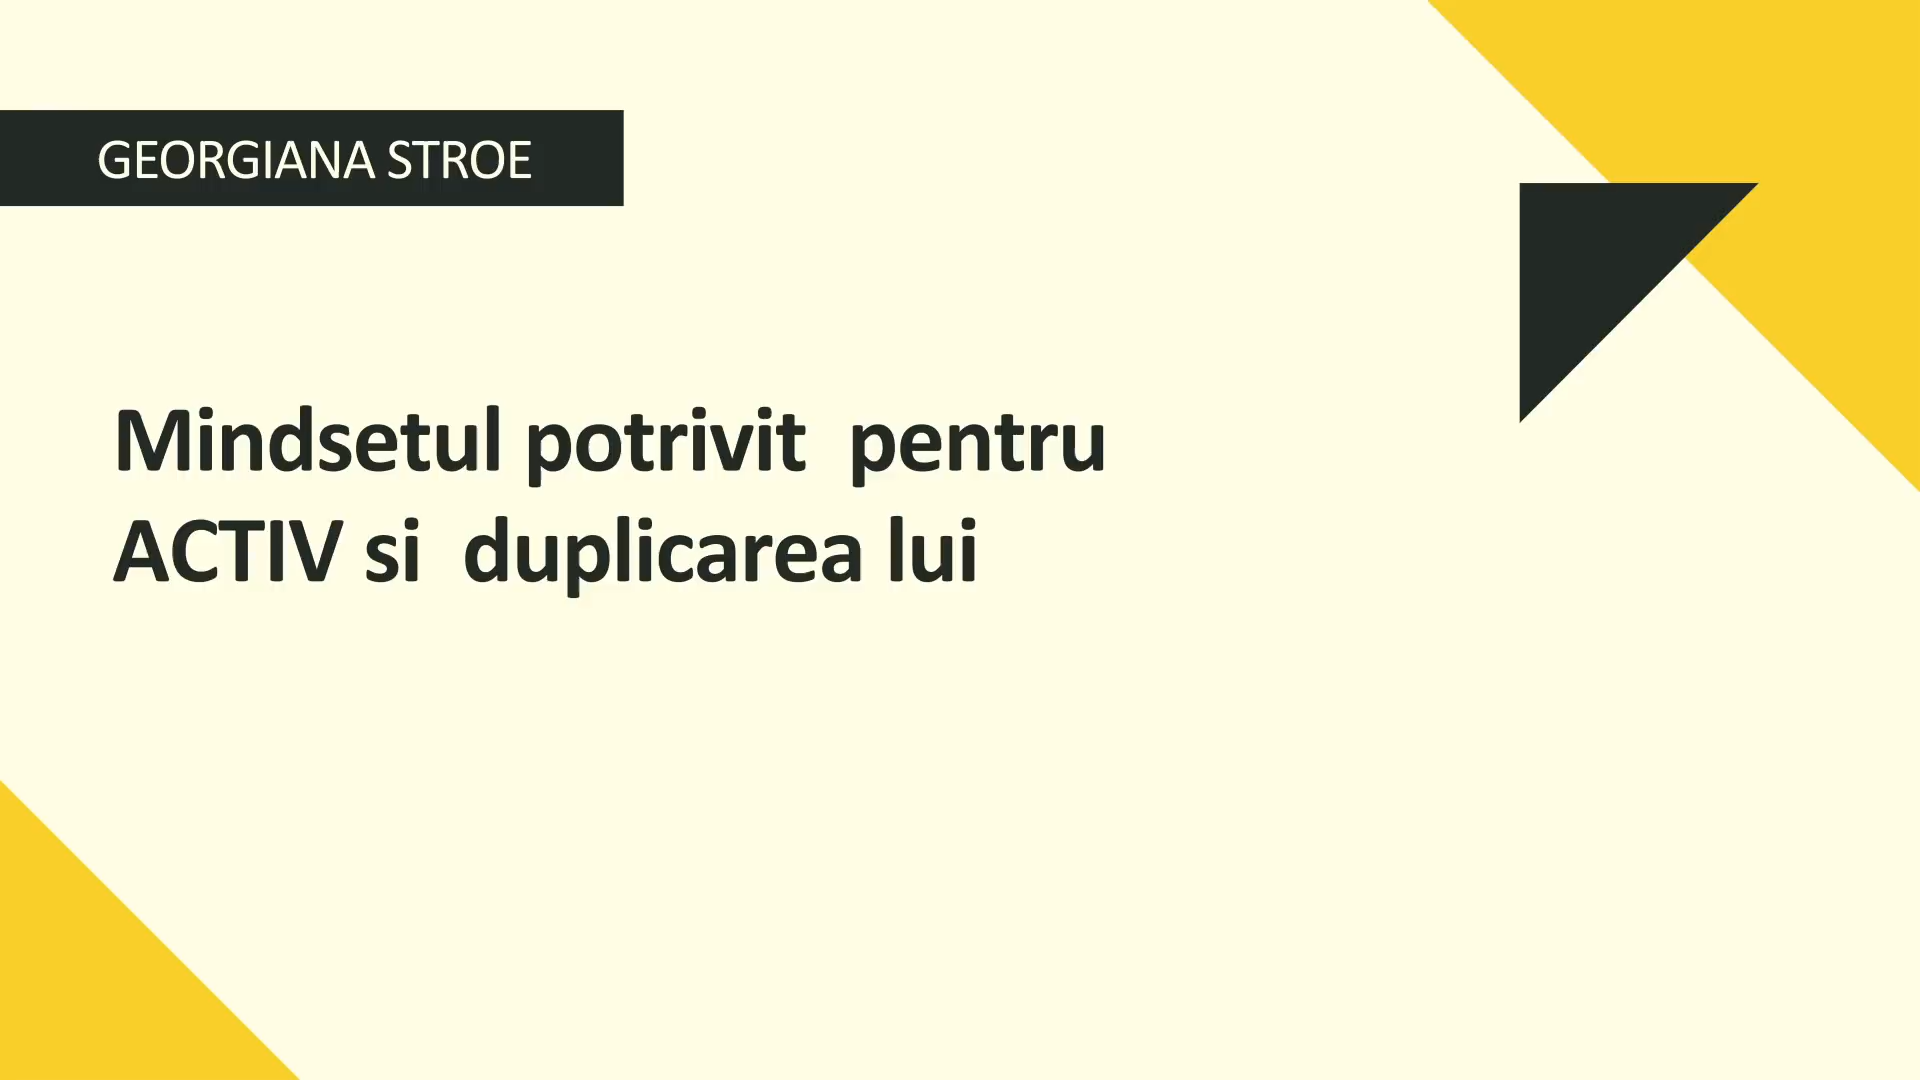 GEORGIANA STROE
Mindsetul potrivit  pentru
ACTIV si  duplicarea lui